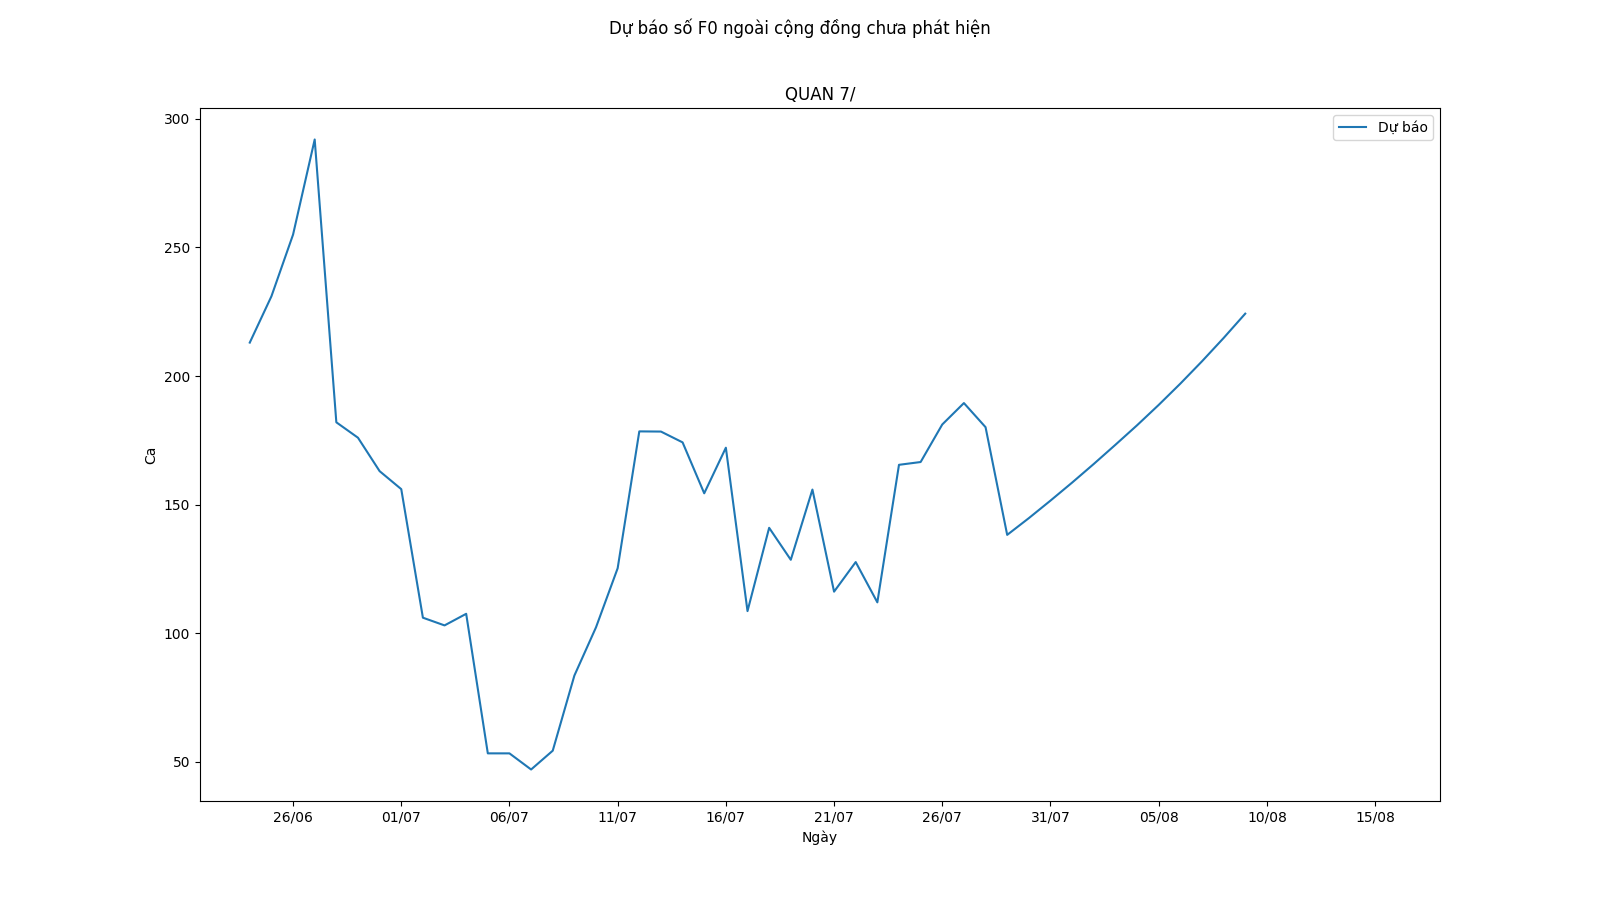 Dự báo số F0 ngoài cộng đồng chưa phát hiện
QUAN 7/
Dự báo
300
250
200
150
100
50
Ca
26/06 01/07 06/07 11/07 16/07 21/07 26/07 31/07 05/08 10/08 15/08
Ngày